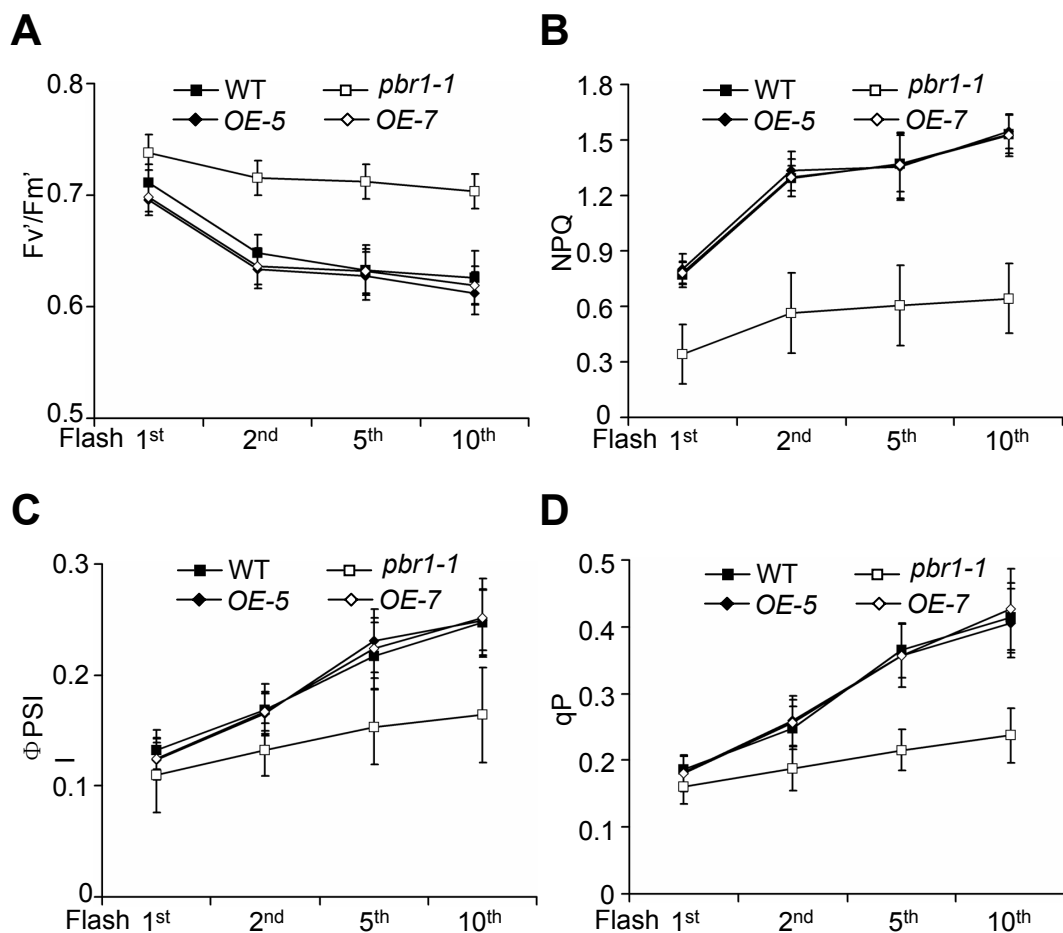 A
0.8
WT
pbr1-1
OE-5
OE-7
0.7
Fv'/Fm'
0.6
0.5
Flash 1st 2nd 5th 10th
B
1.8
WT
pbr1-1
OE-5
OE-7
1.5
1.2
NPQ
0.9
0.6
0.3
0
Flash 1st 2nd 5th 10th
C
0.3
WT
pbr1-1
OE-5
OE-7
0.2
ΦPSI
I
0.1
0
Flash 1st 2nd 5th 10th
D
0.5
WT
pbr1-1
OE-5
OE-7
0.4
0.3
qP
0.2
0.1
0
Flash 1st 2nd 5th 10th